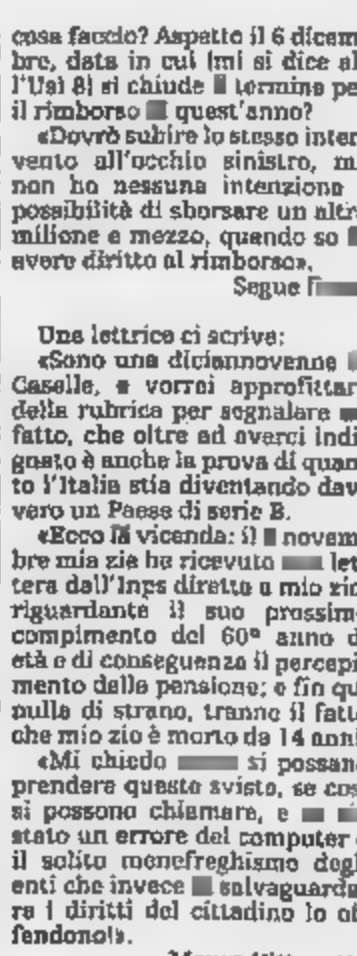 cosa faccio? Aspetto il 6 dicem
bre, data in cui (mi si dice al
l'Usl 8) si chiude termine pe
il rimborso quest'anno?
«Dovrò subire lo stesso inter
vento all'occhio sinistro, m
non ho nessuna intenzione
possibilità di sborsare un altr
milione e mezzo, quando so
avere diritto al rimborso».
Segue
Una lettrice ci scrive:
«Sono una diciannovenne
Caselle, e vorrei approfittar
della rubrica per segnalare
fatto, che oltre ad averci indi
gnato è anche la prova di quan
to l'Italia stia diventando dav
vero un Paese di serie B.
«Ecco la vicenda: il novem
bre mia zia ha ricevuto let
tera dall'Inps diretta a mio zio
riguardante il suo prossim
compimento del 60° anno d
età e di conseguenza il percepi
mento della pensione; e fin qu
nulla di strano, tranne il fatt
che mio zio è morto da 14 anni
«Mi chiedo si possan
prendere queste sviste, se cos
si possono chiamare, e
stato un errore del computer
il solito menefreghismo degl
enti che invece salvaguarda
re i diritti del cittadino lo of
fendono!».